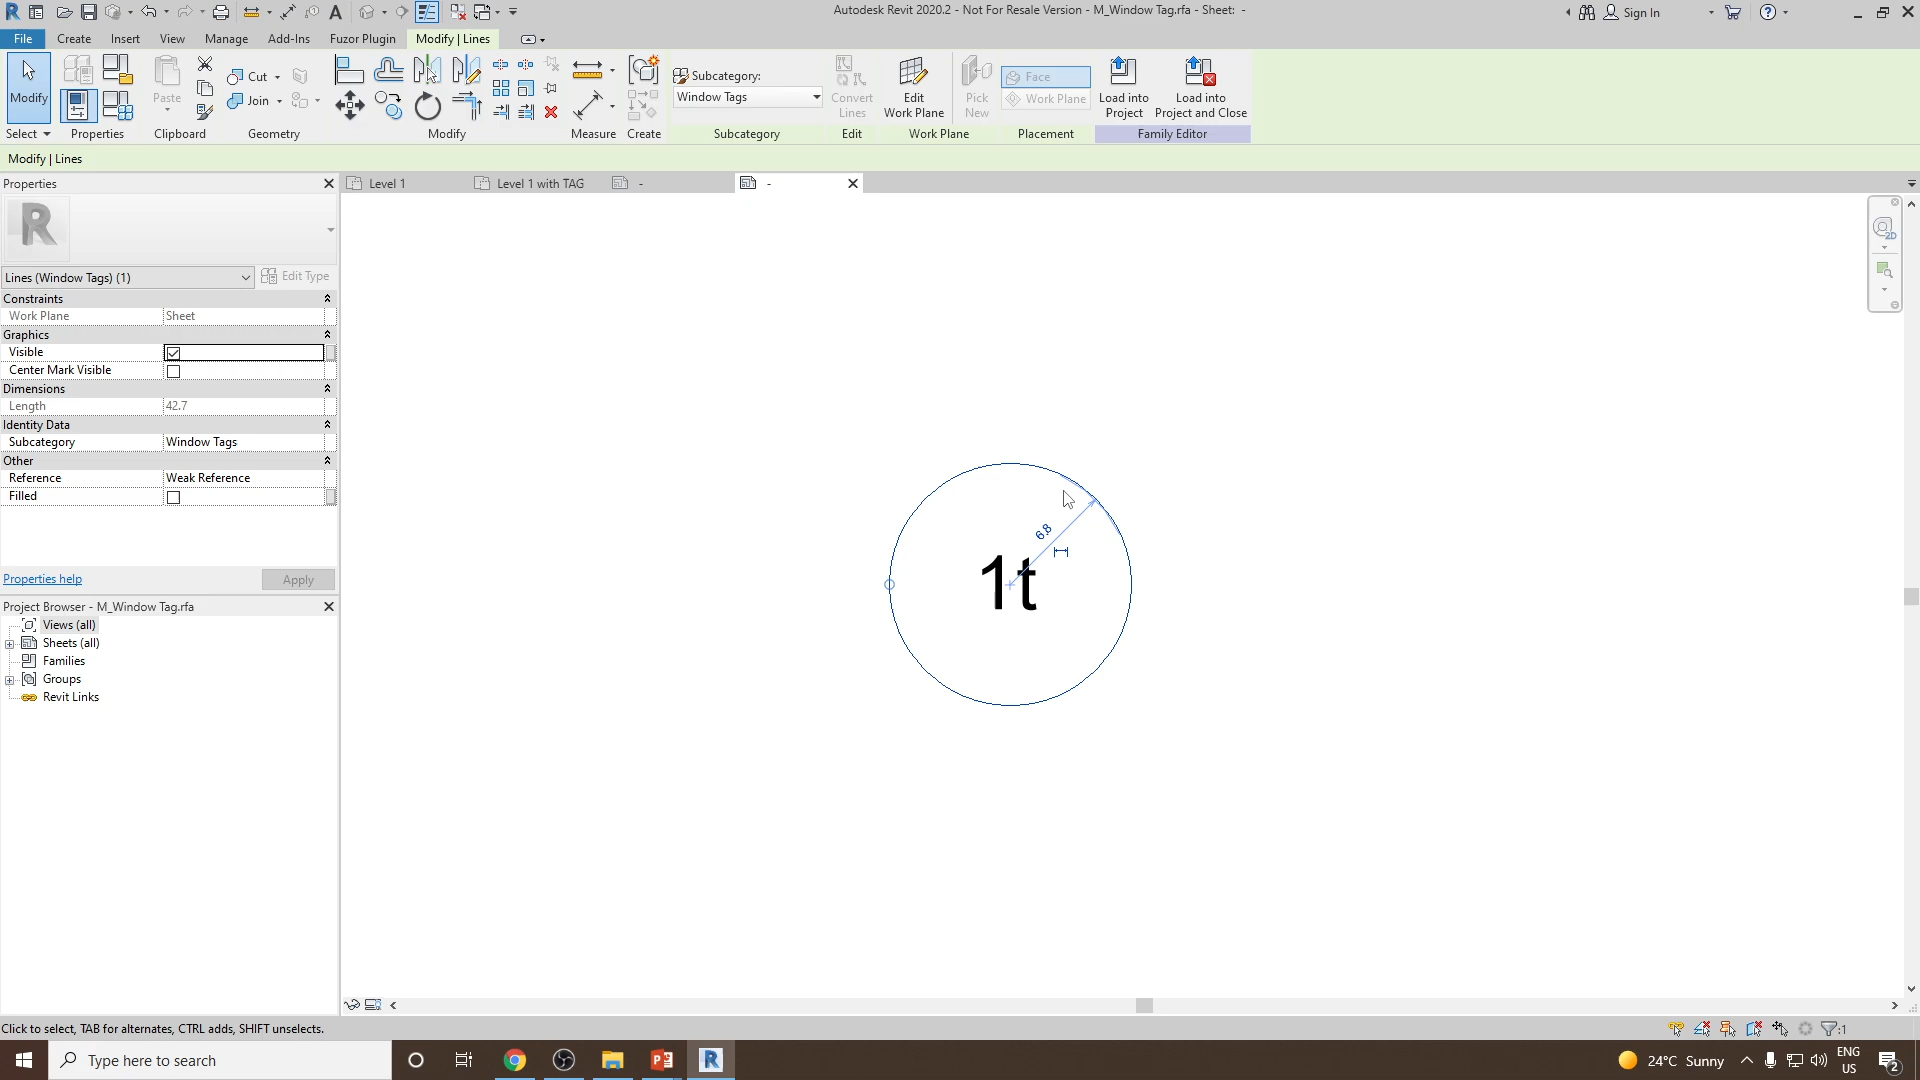 Autodesk Revit 2020.2 - Not For Resale Version - M_Window Tag.rfa - Sheet: -
Sign In
File Create Insert View Manage Add-Ins Fuzor Plugin Modify | Lines
Modify
Paste
Cut
Join
Subcategory:
Window Tags
Convert
Lines
Edit
Work Plane
Pick
New
Face
Work Plane
Load into
Project
Load into
Project and Close
Select Properties Clipboard Geometry Modify Measure Create Subcategory Edit Work Plane Placement Family Editor
Modify | Lines
Properties
Level 1
Level 1 with TAG
-
-
R
Lines (Window Tags) (1)
Edit Type
Constraints
Work Plane Sheet
Graphics
Visible
Center Mark Visible
Dimensions
Length 42.7
Identity Data
Subcategory Window Tags
Other
Reference Weak Reference
Filled
Properties help
Apply
Project Browser - M_Window Tag.rfa
Views (all)
Sheets (all)
Families
Groups
Revit Links
6.8
1t
2D
Click to select, TAB for alternates, CTRL adds, SHIFT unselects.
:1
Type here to search
24°C Sunny
ENG
US
2